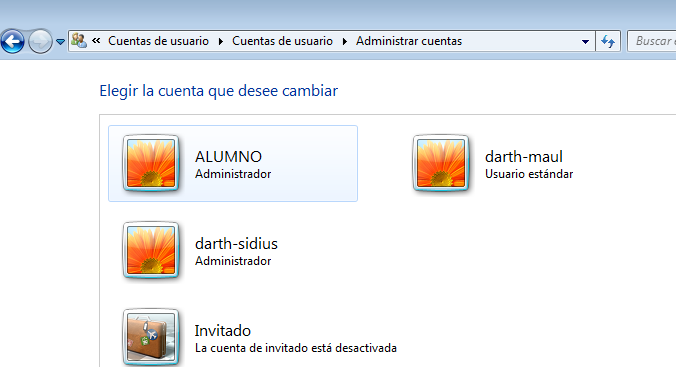 « Cuentas de usuario Cuentas de usuario Administrar cuentas
Buscar
Elegir la cuenta que desee cambiar
ALUMNO
Administrador
darth-maul
Usuario estándar
darth-sidius
Administrador
Invitado
La cuenta de invitado está desactivada